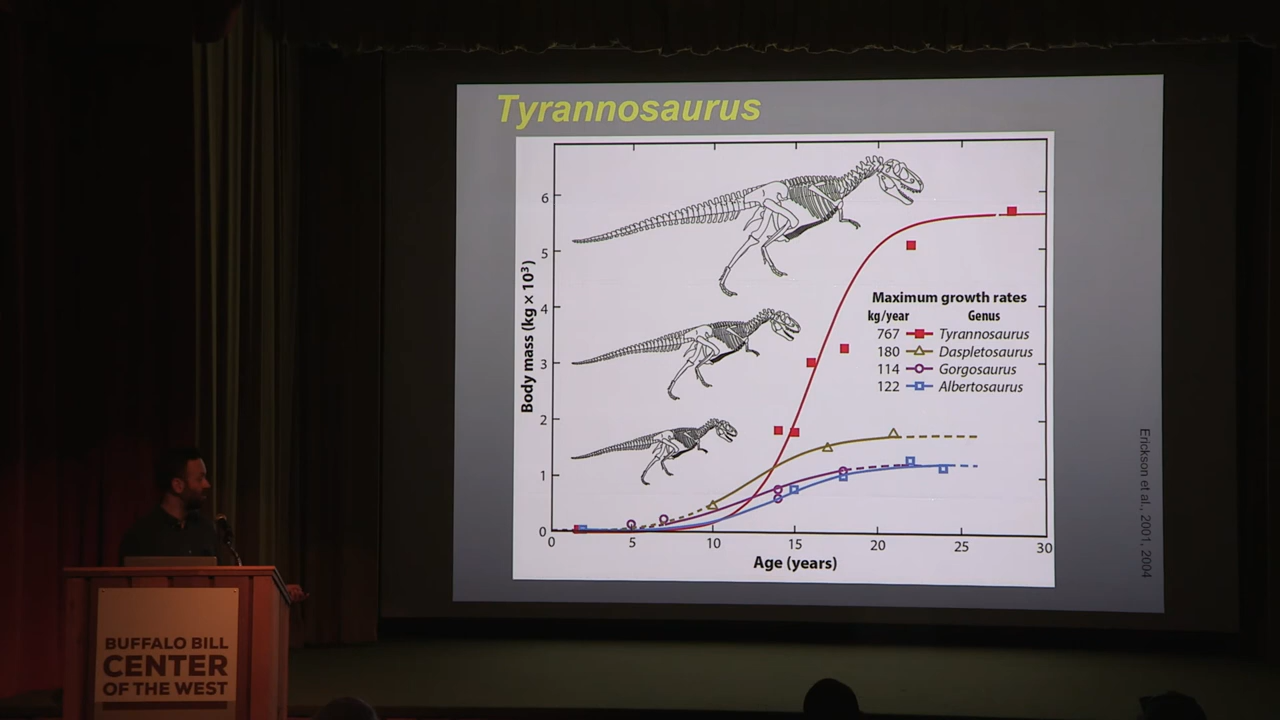 Tyrannosaurus
6
5
4
3
2
1
0
Body mass (kg × 10³)
0 5 10 15 20 25 30
Age (years)
Maximum growth rates
kg/year Genus
767 Tyrannosaurus
180 Daspletosaurus
114 Gorgosaurus
122 Albertosaurus
Erickson et al., 2001, 2004
BUFFALO BILL
CENTER
OF THE WEST